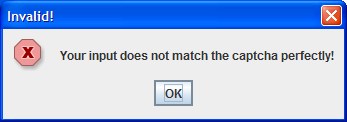 Invalid!
Your input does not match the captcha perfectly!
OK